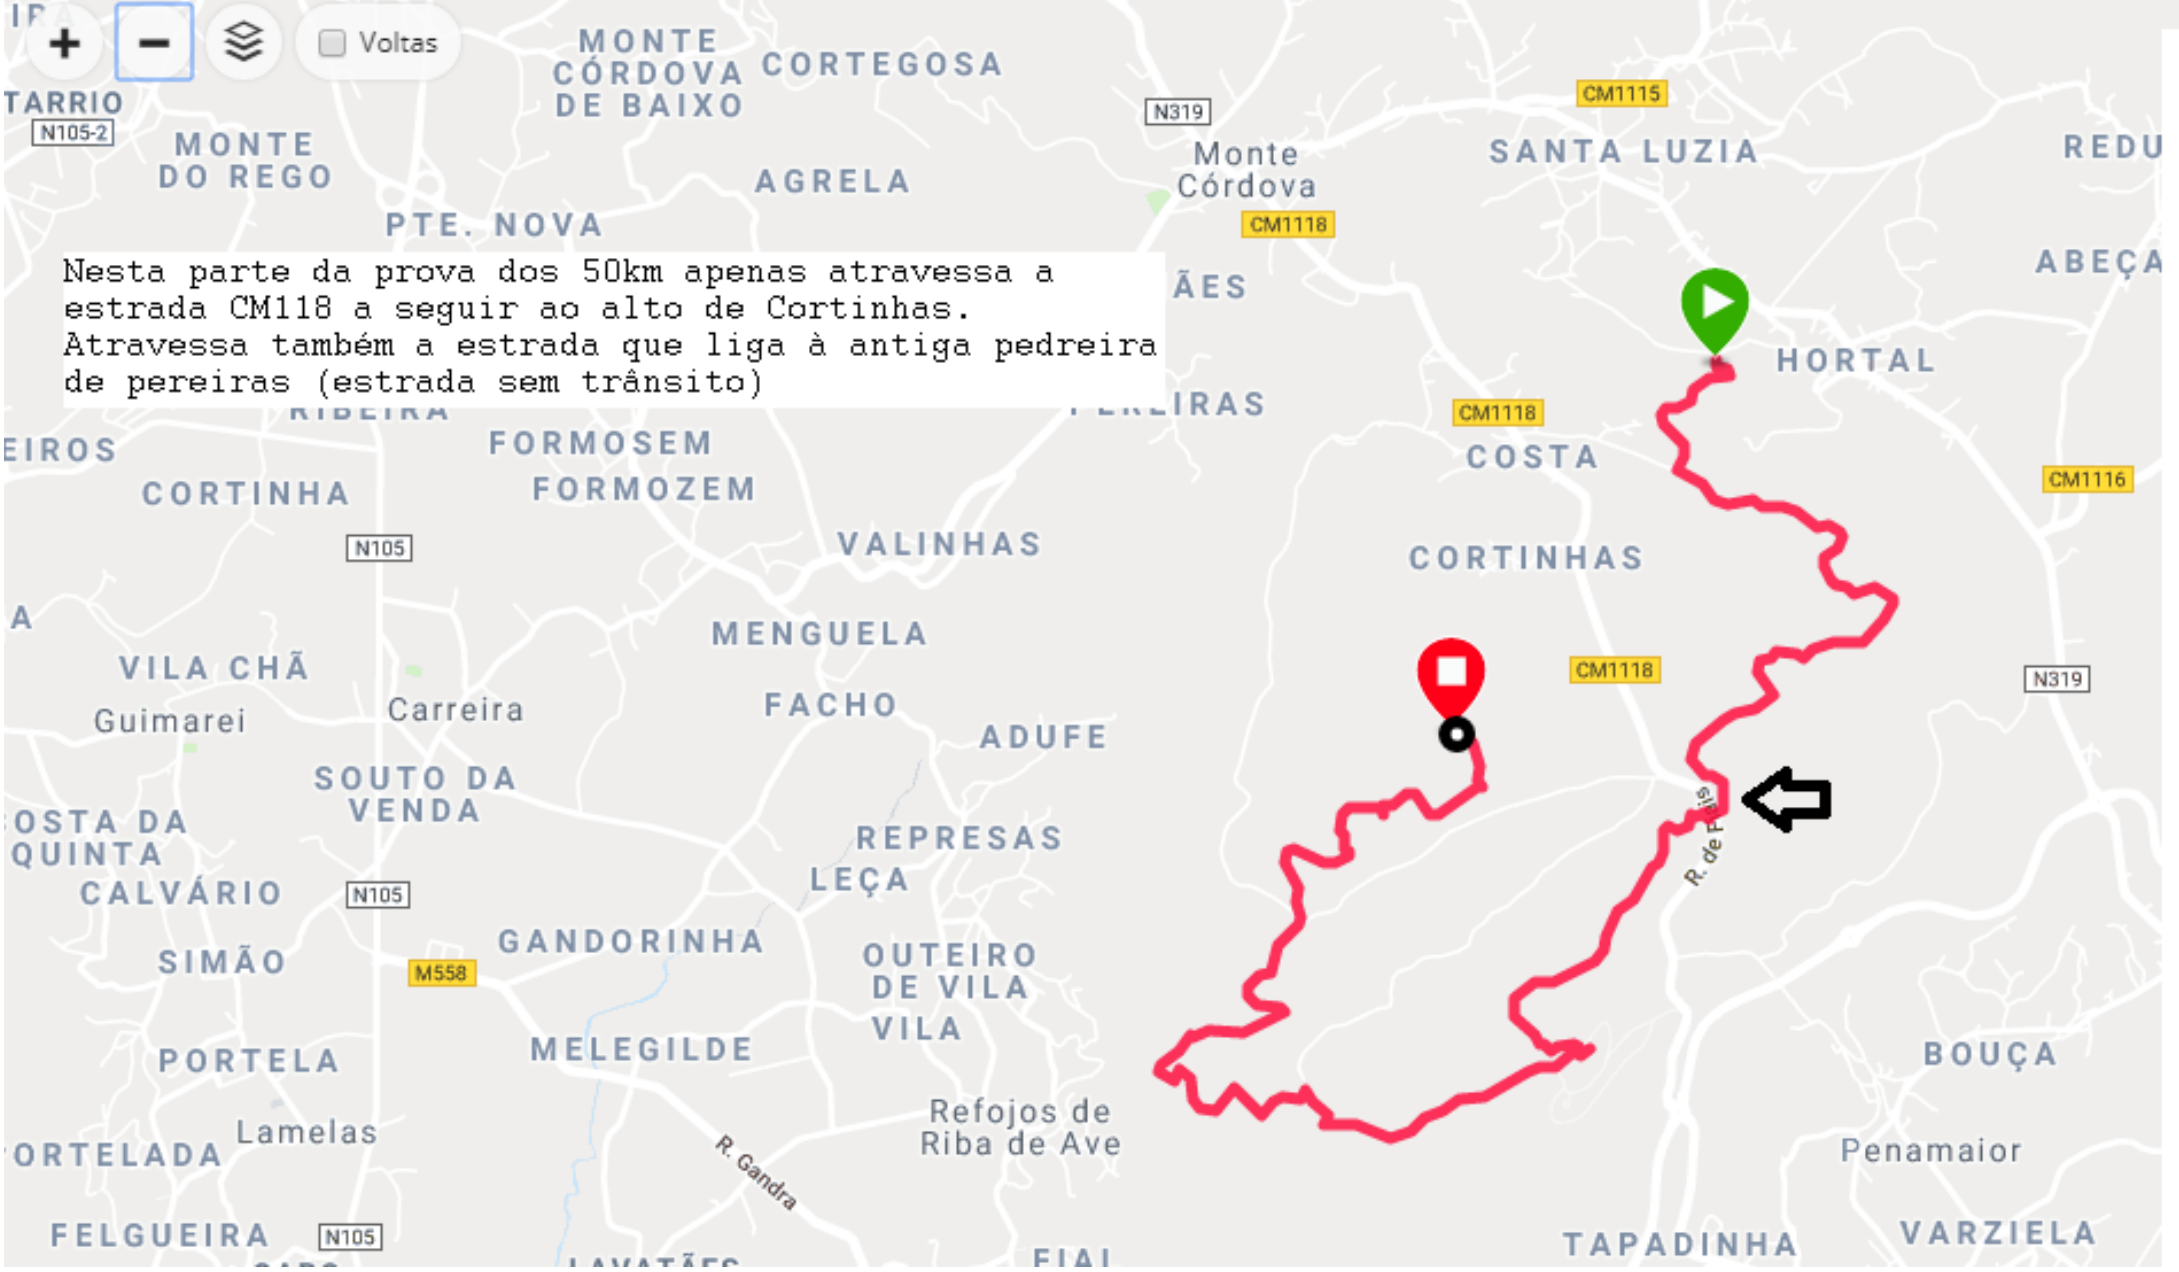 Voltas
TARRIO
N105-2
MONTE
DO REGO
MONTE
CÓRDOVA
DE BAIXO
CORTEGOSA
AGRELA
PTE. NOVA
N319
Monte
Córdova
CM1118
CM1115
SANTA LUZIA
REDU
ABEÇA
Nesta parte da prova dos 50km apenas atravessa a
estrada CM118 a seguir ao alto de Cortinhas.
Atravessa também a estrada que liga à antiga pedreira
de pereiras (estrada sem trânsito)
ÃES
HORTAL
RIBEIRA
EIRAS
CM1118
COSTA
EIROS
FORMOSEM
FORMOZEM
CORTINHA
CM1116
N105
VALINHAS
CORTINHAS
A
MENGUELA
VILA CHÃ
Guimarei
Carreira
FACHO
ADUFE
CM1118
N319
SOUTO DA
VENDA
OSTA DA
QUINTA
CALVÁRIO
N105
REPRESAS
LEÇA
R. de
SIMÃO
M558
GANDORINHA
OUTEIRO
DE VILA
VILA
PORTELA
MELEGILDE
BOUÇA
Lamelas
ORTELADA
R. Gandra
Refojos de
Riba de Ave
Penamaior
FELGUEIRA
N105
TAPADINHA
VARZIELA
LAVATÃES